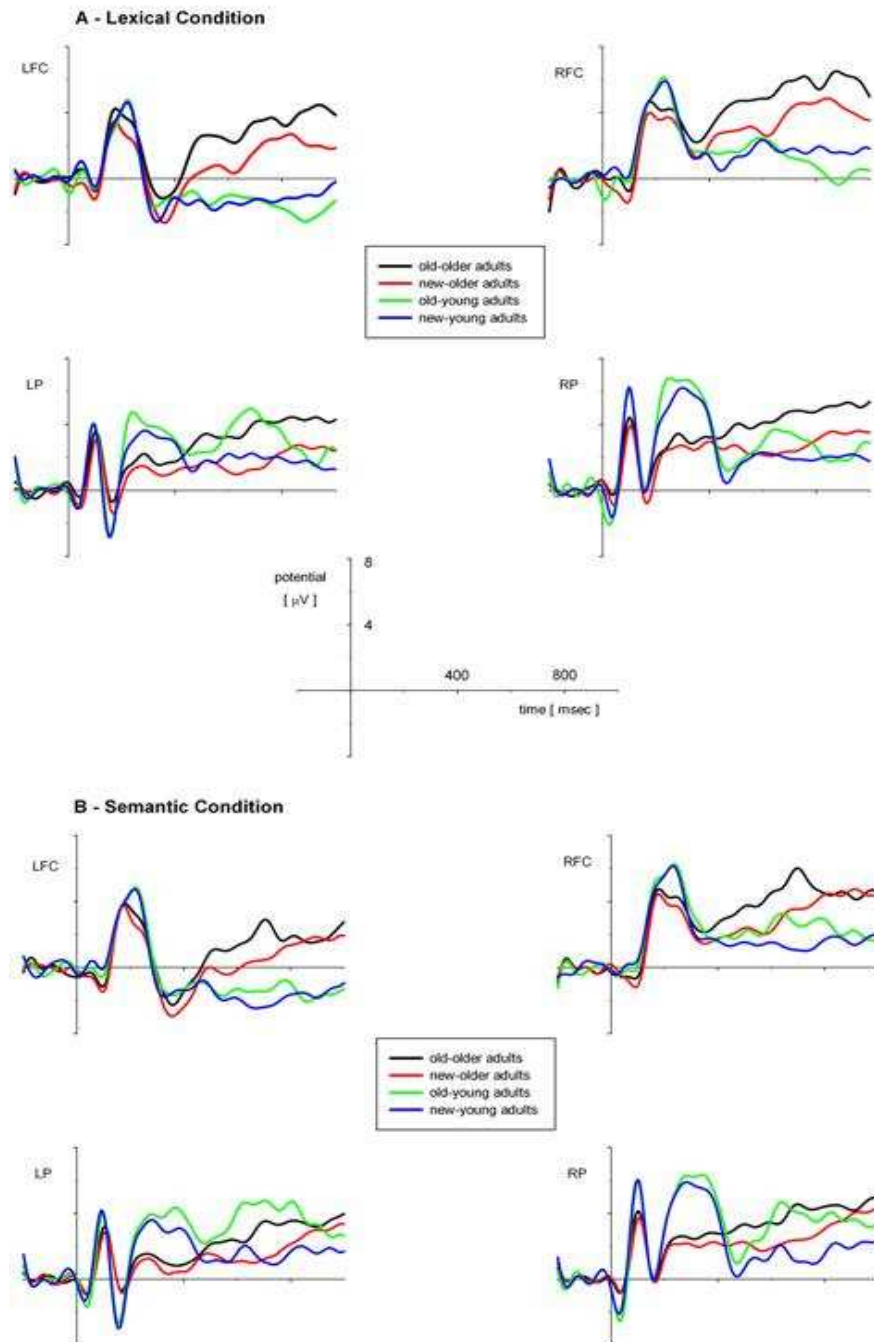 A - Lexical Condition
LFC
RFC
old-older adults
new-older adults
old-young adults
new-young adults
LP
RP
potential
[ μV ]
8
4
400 800
time [ msec ]
B - Semantic Condition
LFC
RFC
old-older adults
new-older adults
old-young adults
new-young adults
LP
RP